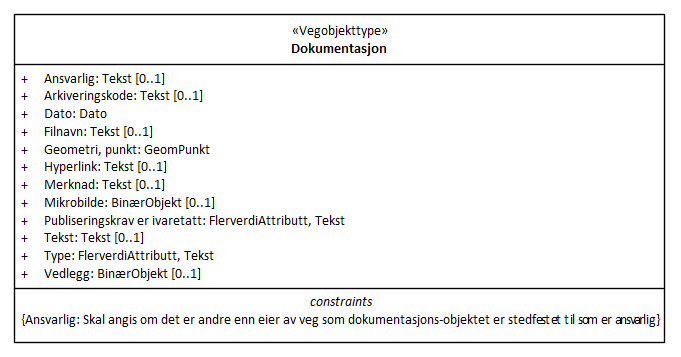 «Vegobjekttype»
Dokumentasjon
+ Ansvarlig: Tekst [0..1]
+ Arkiveringskode: Tekst [0..1]
+ Dato: Dato
+ Filnavn: Tekst [0..1]
+ Geometri, punkt: GeomPunkt
+ Hyperlink: Tekst [0..1]
+ Merknad: Tekst [0..1]
+ Mikrobilde: BinærObjekt [0..1]
+ Publiseringskrav er ivaretatt: FlerverdiAttributt, Tekst
+ Tekst: Tekst [0..1]
+ Type: FlerverdiAttributt, Tekst
+ Vedlegg: BinærObjekt [0..1]
constraints
{Ansvarlig: Skal angis om det er andre enn eier av veg som dokumentasjons-objektet er stedfestet til som er ansvarlig}